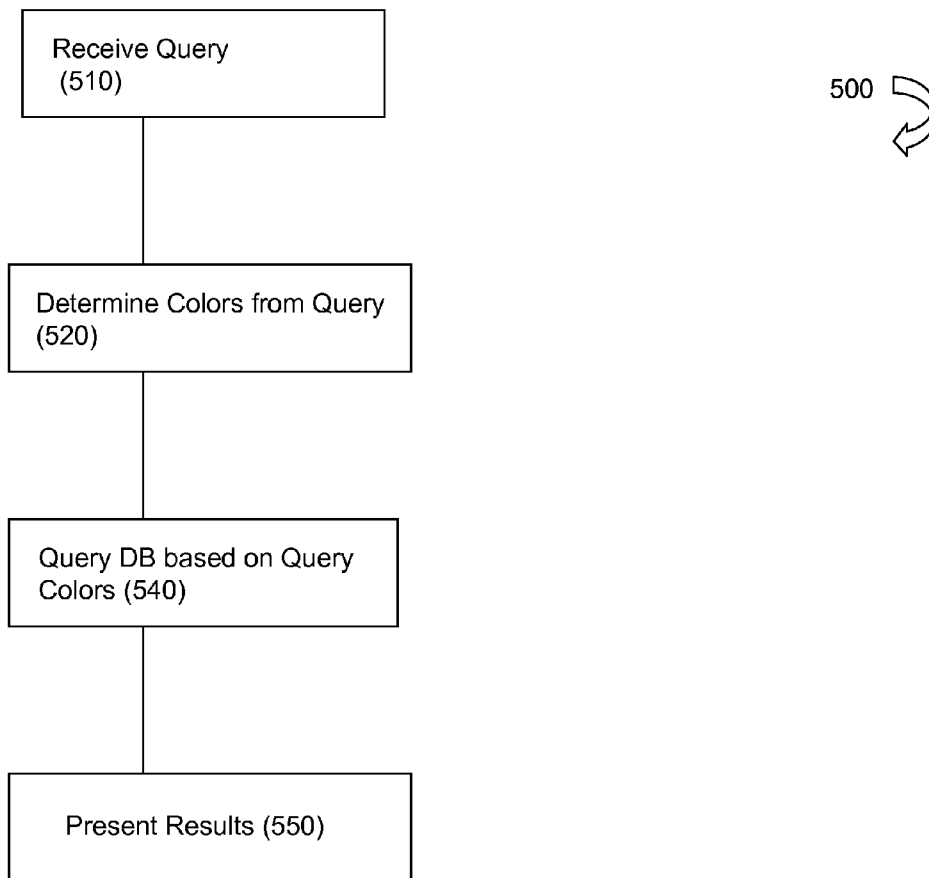 Receive Query
(510)
500
Determine Colors from Query
(520)
Query DB based on Query
Colors (540)
Present Results (550)